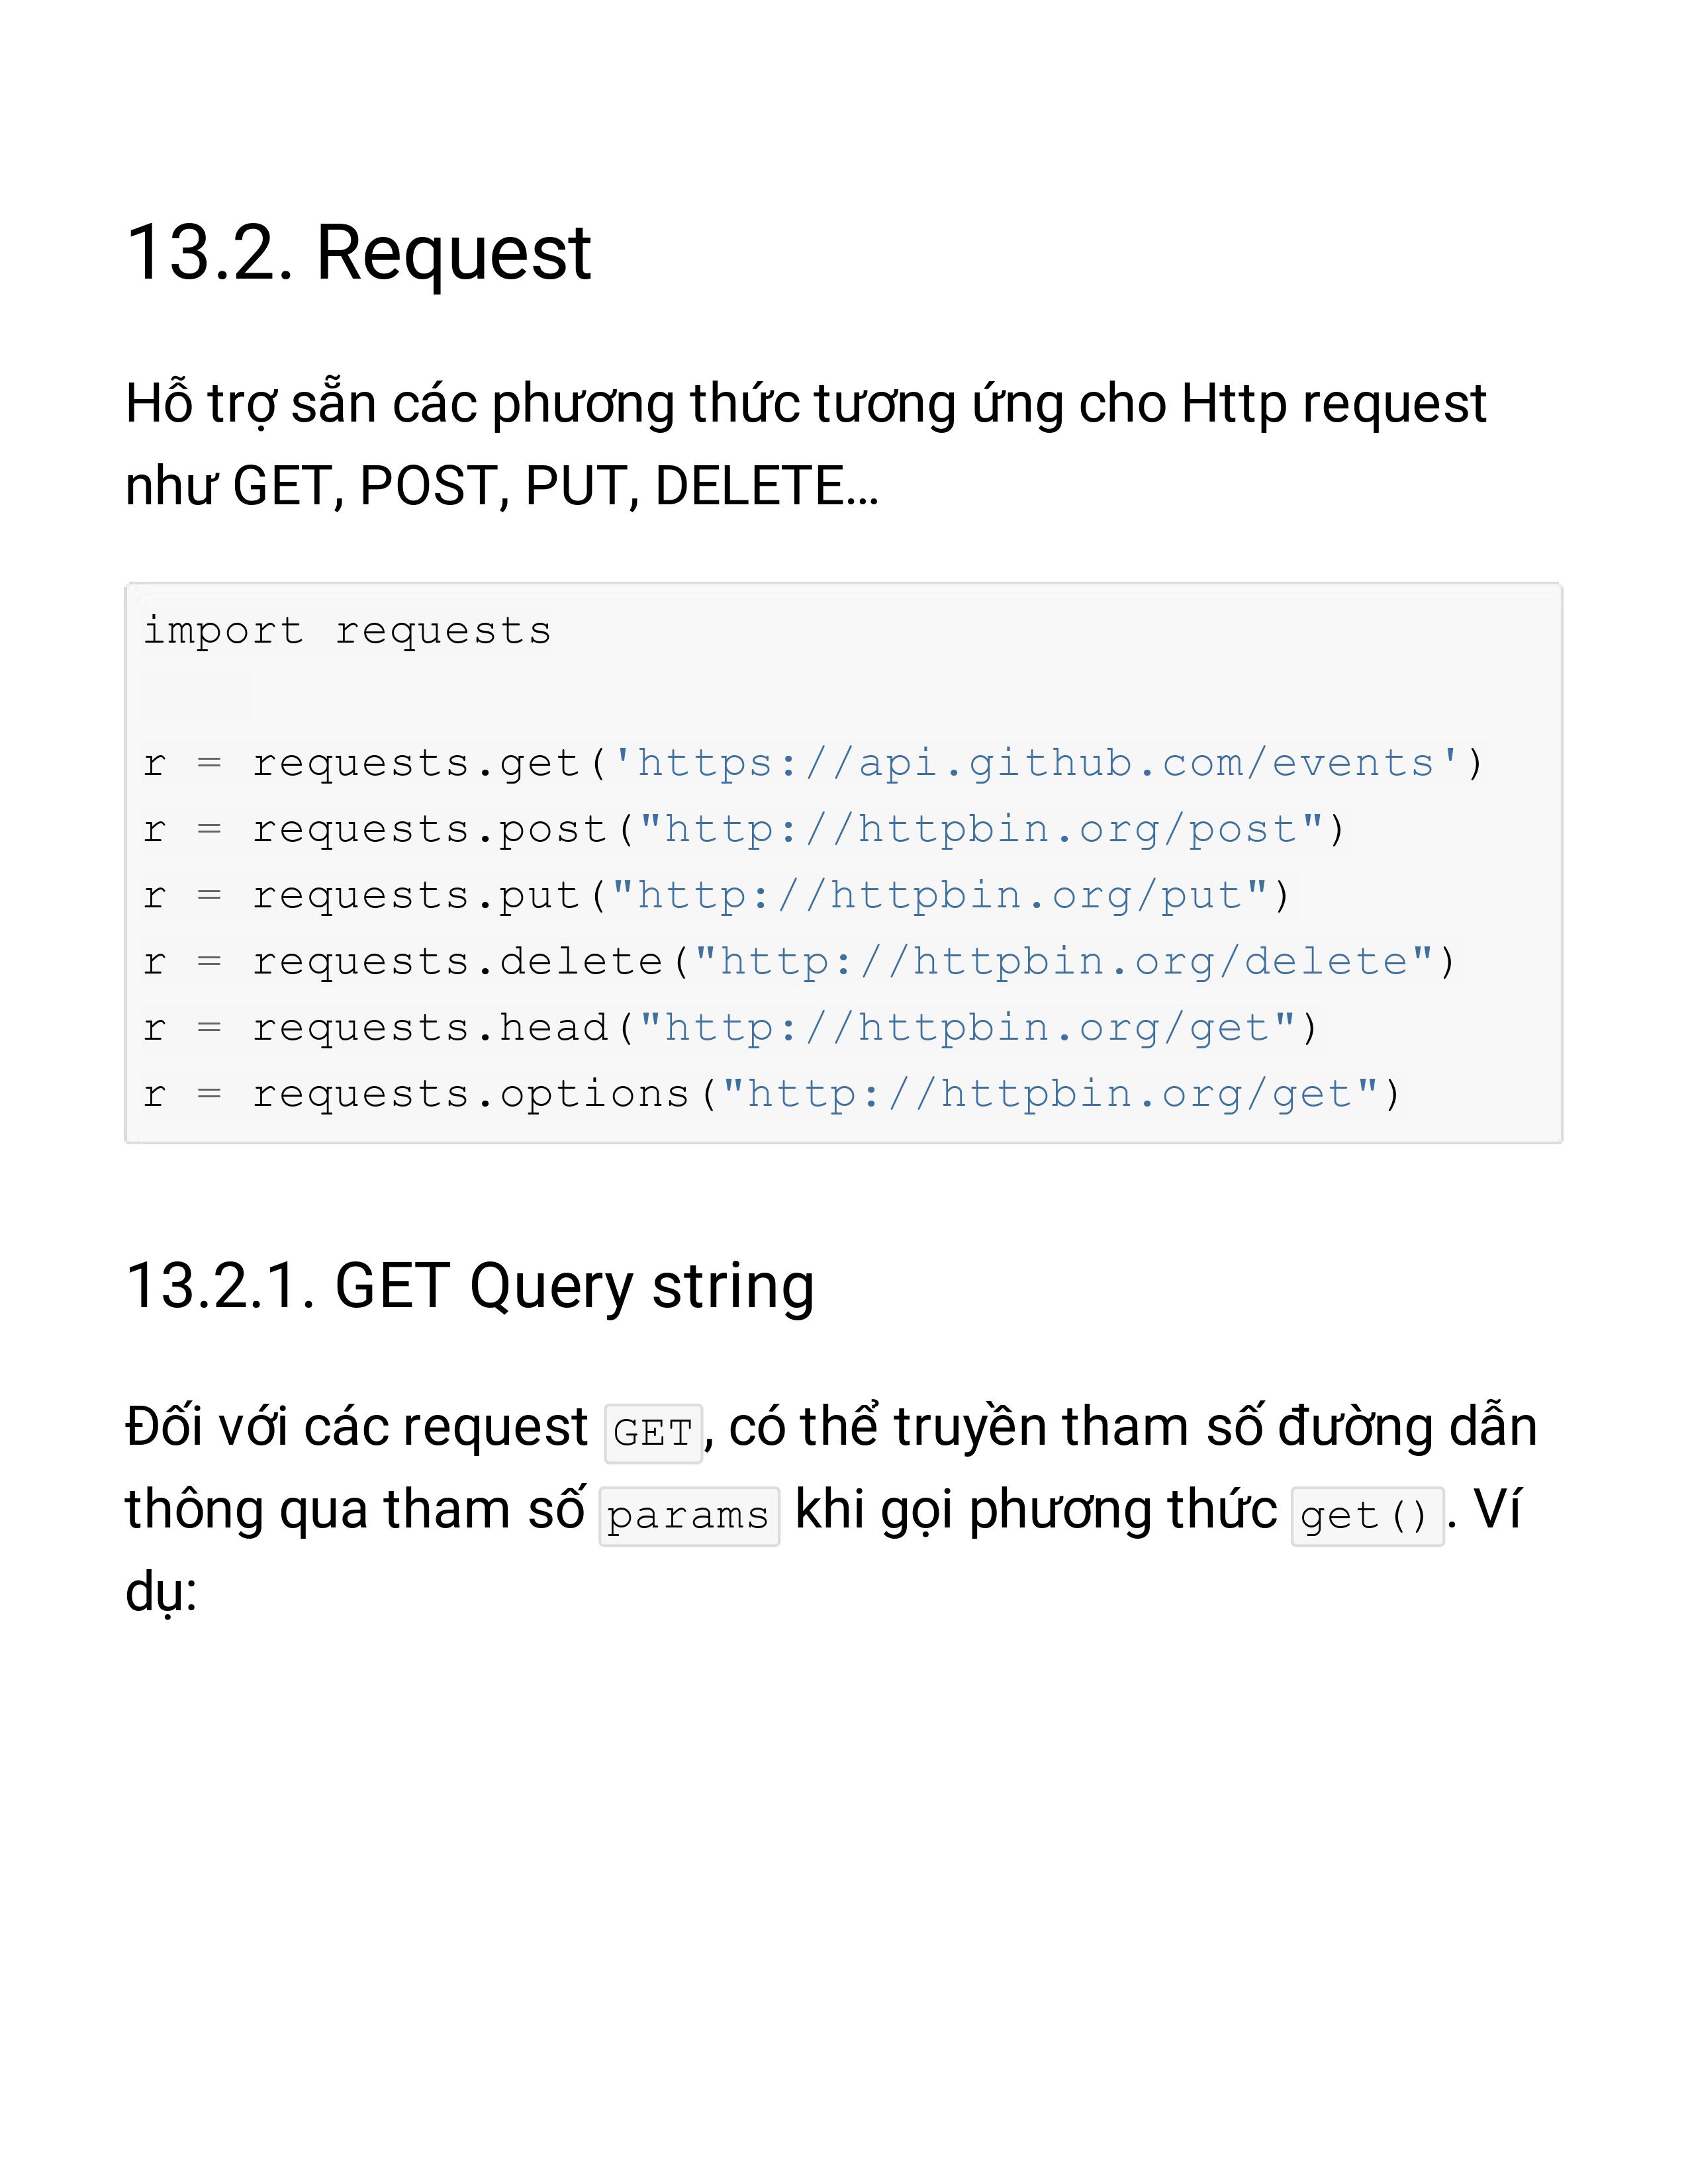 13.2. Request
Hỗ trợ sẵn các phương thức tương ứng cho Http request
như GET, POST, PUT, DELETE…
import requests
r = requests.get('https://api.github.com/events')
r = requests.post("http://httpbin.org/post")
r = requests.put("http://httpbin.org/put")
r = requests.delete("http://httpbin.org/delete")
r = requests.head("http://httpbin.org/get")
r = requests.options("http://httpbin.org/get")
13.2.1. GET Query string
Đối với các request GET, có thể truyền tham số đường dẫn
thông qua tham số params khi gọi phương thức get(). Ví
dụ: